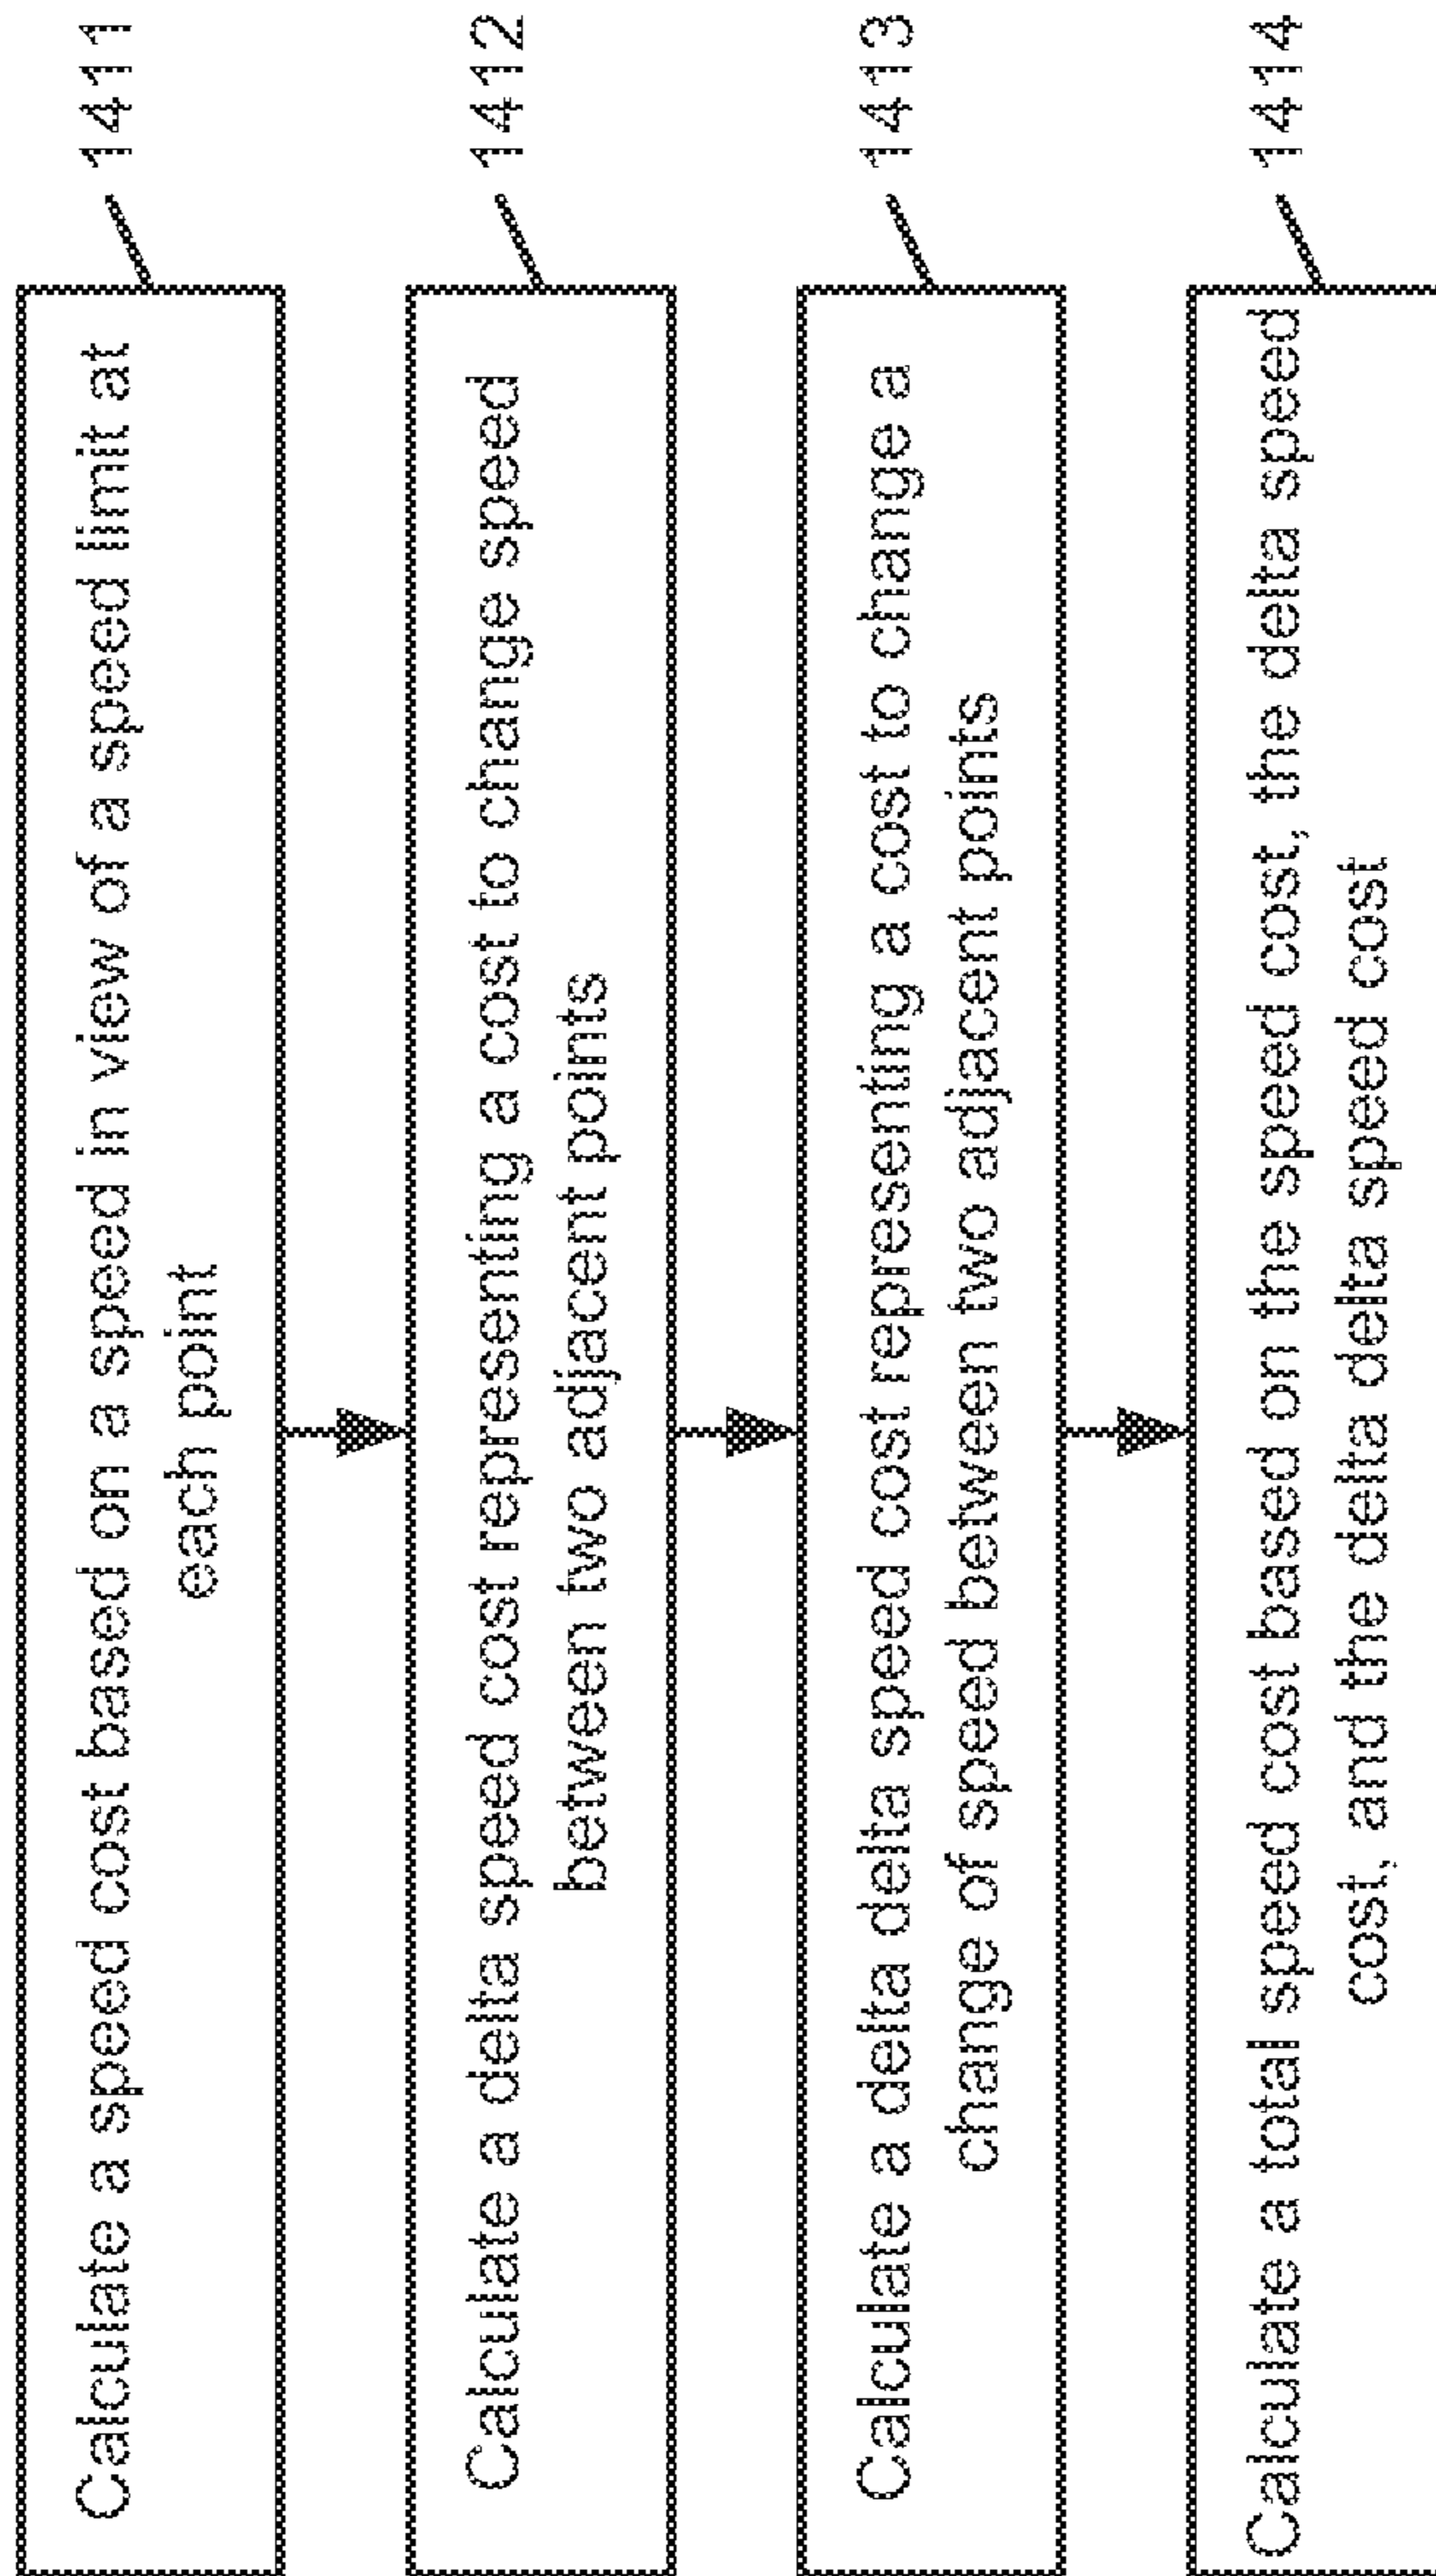 Calculate a speed cost based on a speed in view of a speed limit at
each point
1411
Calculate a delta speed cost representing a cost to change speed
between two adjacent points
1412
Calculate a delta delta speed cost representing a cost to change a
change of speed between two adjacent points
1413
Calculate a total speed cost based on the speed cost, the delta speed
cost, and the delta delta speed cost
1414